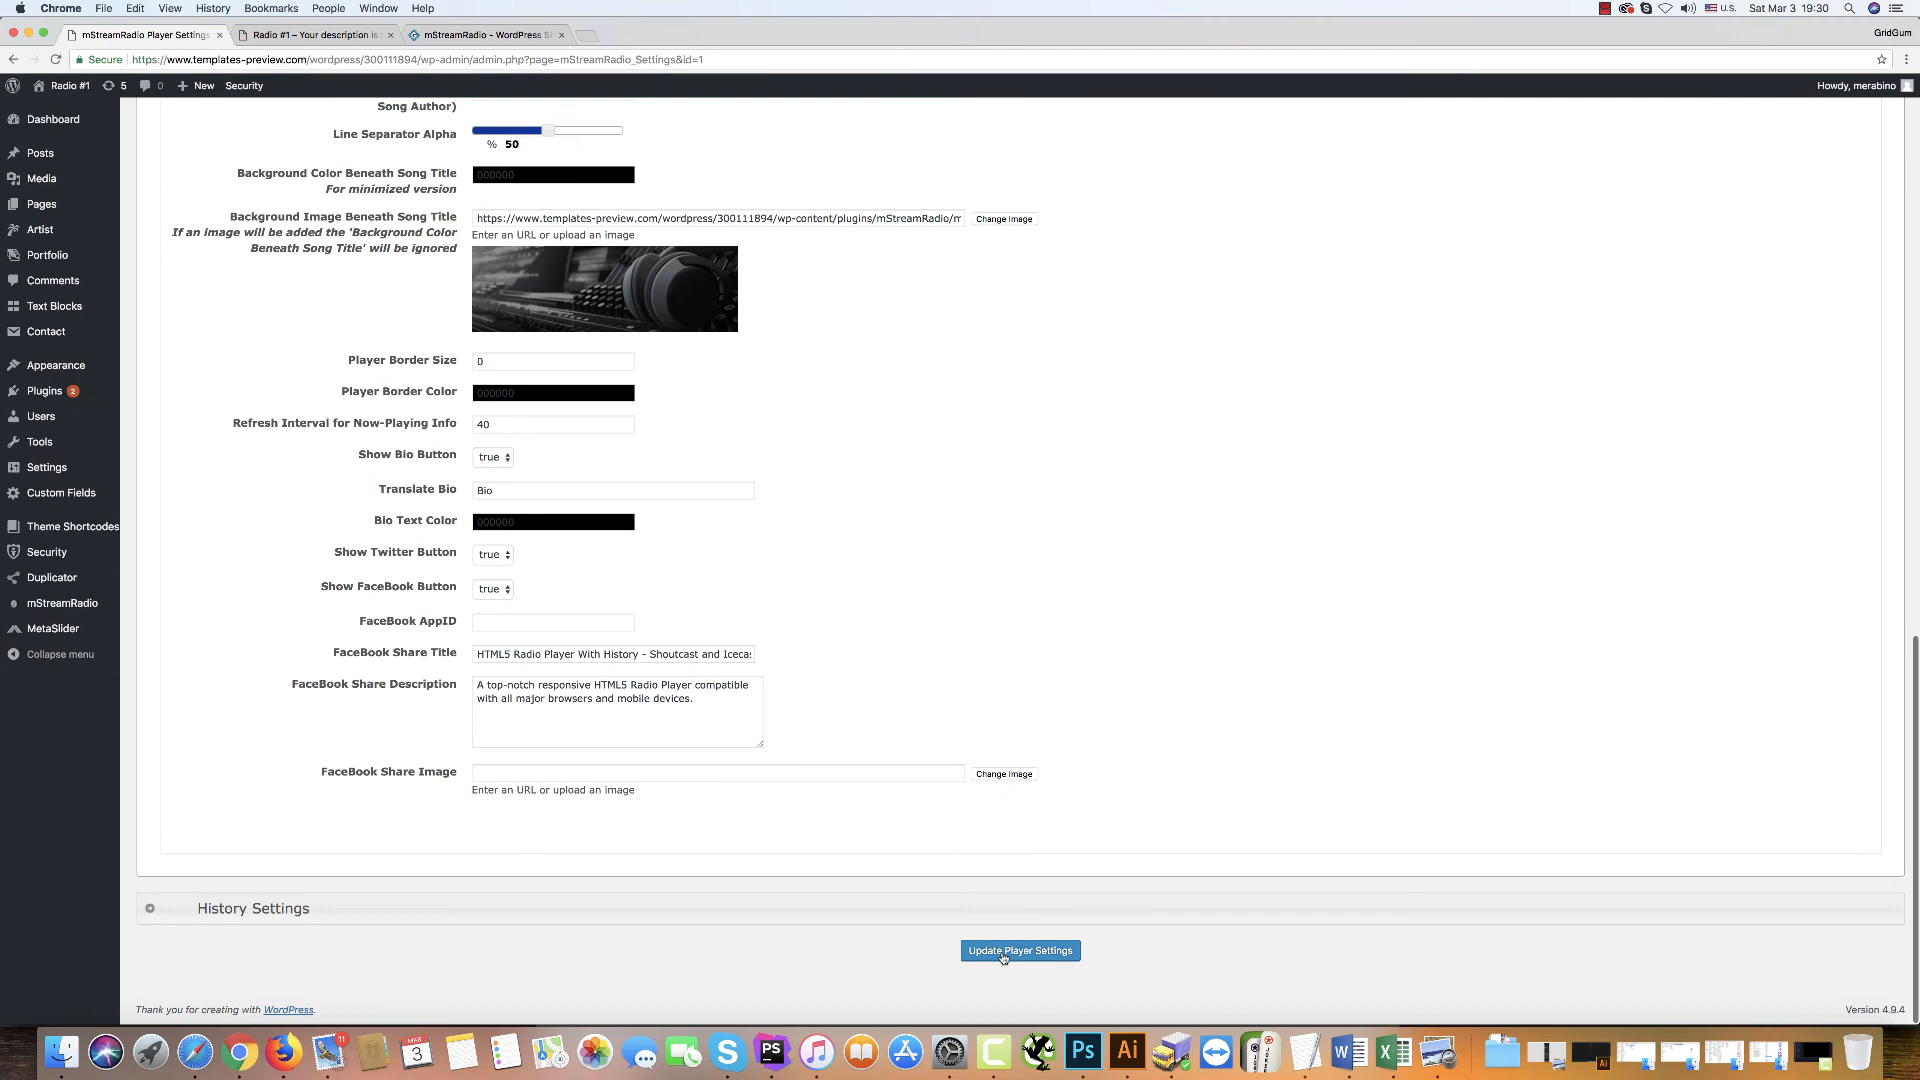 Chrome File Edit View History Bookmarks People Window Help
U.S. Sat Mar 3 19:30
mStreamRadio Player Settings
Radio #1 – Your description is
mStreamRadio - WordPress S
GridGum
Secure https://www.templates-preview.com/wordpress/300111894/wp-admin/admin.php?page=mStreamRadio_Settings&id=1
Radio #1 5 0 New Security
Howdy, merabino
Dashboard
Posts
Media
Pages
Artist
Portfolio
Comments
Text Blocks
Contact
Appearance
Plugins 2
Users
Tools
Settings
Custom Fields
Theme Shortcodes
Security
Duplicator
mStreamRadio
MetaSlider
Collapse menu
Song Author)
Line Separator Alpha
% 50
Background Color Beneath Song Title
For minimized version
000000
Background Image Beneath Song Title
If an image will be added the 'Background Color
Beneath Song Title' will be ignored
https://www.templates-preview.com/wordpress/300111894/wp-content/plugins/mStreamRadio/m
Change Image
Enter an URL or upload an image
Player Border Size
0
Player Border Color
000000
Refresh Interval for Now-Playing Info
40
Show Bio Button
true
Translate Bio
Bio
Bio Text Color
000000
Show Twitter Button
true
Show FaceBook Button
true
FaceBook AppID
FaceBook Share Title
HTML5 Radio Player With History - Shoutcast and Icecas
FaceBook Share Description
A top-notch responsive HTML5 Radio Player compatible
with all major browsers and mobile devices.
FaceBook Share Image
Change Image
Enter an URL or upload an image
History Settings
Update Player Settings
Thank you for creating with WordPress.
Version 4.9.4
11
MAR
3
PS
Ps
Ai
JOKER